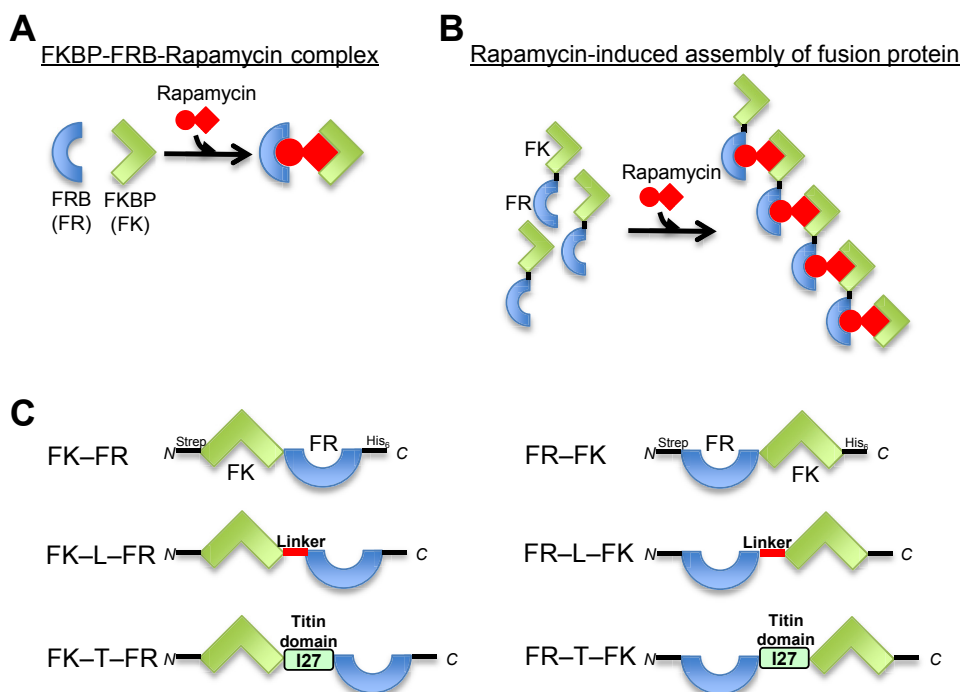 A
FKBP-FRB-Rapamycin complex
Rapamycin
FRB
(FR)
FKBP
(FK)
B
Rapamycin-induced assembly of fusion protein
FK
FR
Rapamycin
C
FK–FR
N
Strep
FK
FR
His6
C
FR–FK
N
Strep
FR
FK
His6
C
FK–L–FR
N
Linker
C
FR–L–FK
N
Linker
C
FK–T–FR
N
Titin
domain
I27
C
FR–T–FK
N
Titin
domain
I27
C